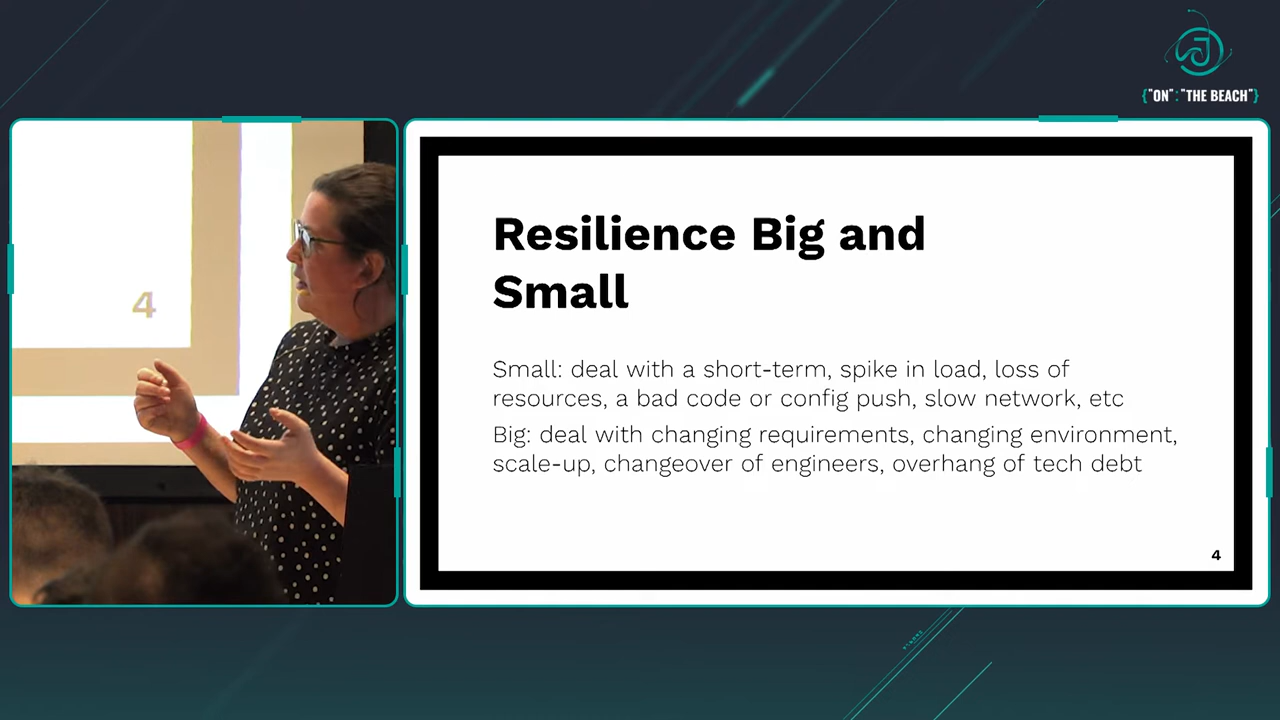 {"ON":"THE BEACH"}
4
Resilience Big and
Small
Small: deal with a short-term, spike in load, loss of
resources, a bad code or config push, slow network, etc
Big: deal with changing requirements, changing environment,
scale-up, changeover of engineers, overhang of tech debt
4